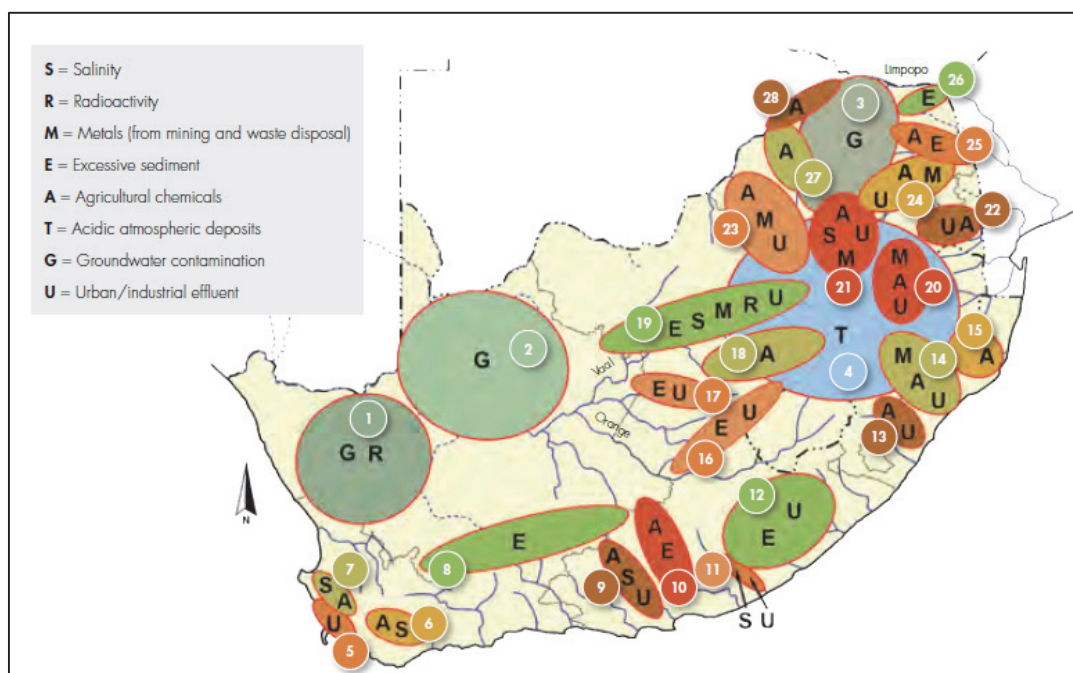 S = Salinity
R = Radioactivity
M = Metals (from mining and waste disposal)
E = Excessive sediment
A = Agricultural chemicals
T = Acidic atmospheric deposits
G = Groundwater contamination
U = Urban/industrial effluent
Limpopo
26
E
28
A
3
G
A E
25
A
27
A M
U
24
U A
22
A
M
U
23
A
S U
M
21
M
A
U
20
19
E S M R U
T
4
15
A
18
A
M
A
U
14
Vaal
E U
17
Orange
E U
16
A
U
13
2
G
1
G R
N
12
U
E
E
8
A
E
10
11
S U
A
S
U
9
7
S
A
U
5
A S
6